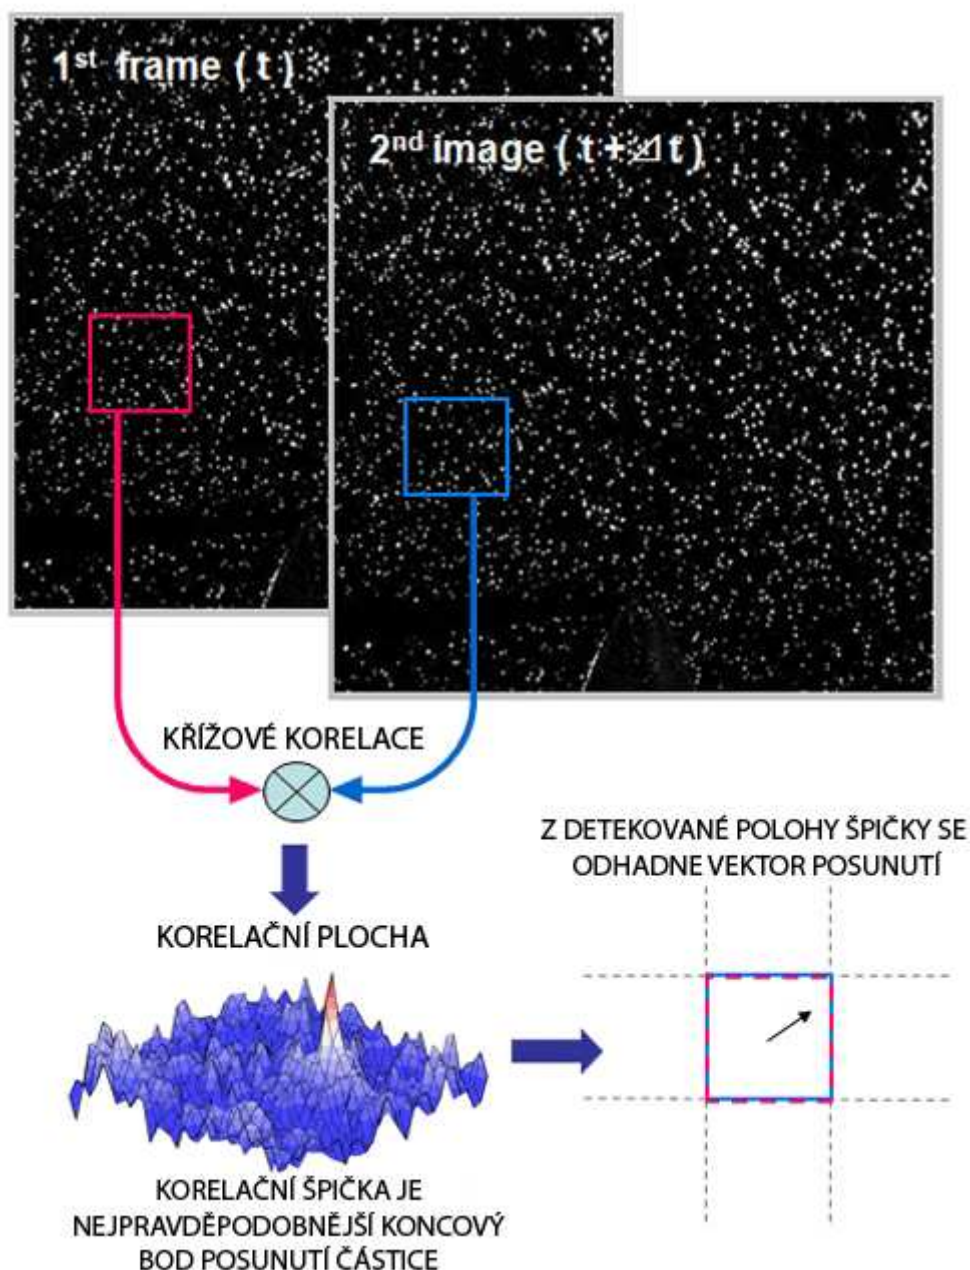 1st frame ( t )
2nd image ( t + Δ t )
KŘÍŽOVÉ KORELACE
Z DETEKOVANÉ POLOHY ŠPIČKY SE
ODHADNE VEKTOR POSUNUTÍ
KORELAČNÍ PLOCHA
KORELAČNÍ ŠPIČKA JE
NEJPRAVDĚPODOBNĚJŠÍ KONCOVÝ
BOD POSUNUTÍ ČÁSTICE